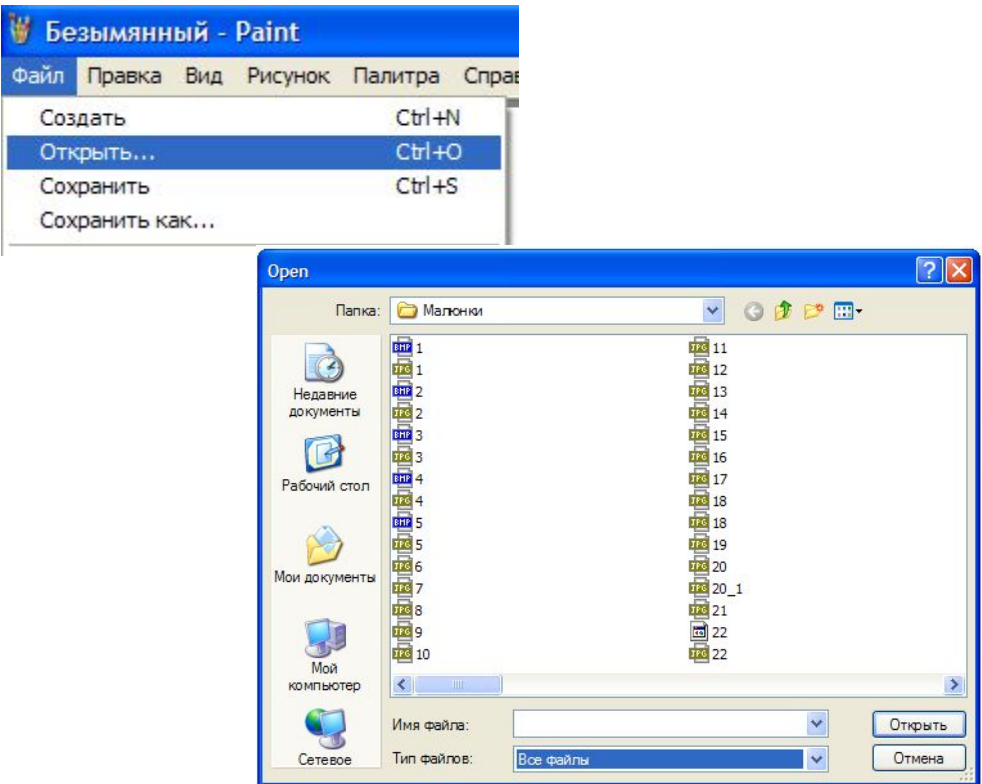 Безымянный - Paint
Файл Правка Вид Рисунок Палитра Справ
Создать Ctrl+N
Открыть... Ctrl+O
Сохранить Ctrl+S
Сохранить как...
Open
Папка: Малюнки
Недавние
документы
Рабочий стол
Мои документы
Мой
компьютер
Сетевое
BMP 1
JPG 1
BMP 2
JPG 2
BMP 3
JPG 3
BMP 4
JPG 4
BMP 5
JPG 5
JPG 6
JPG 7
JPG 8
JPG 9
JPG 10
JPG 11
JPG 12
JPG 13
JPG 14
JPG 15
JPG 16
JPG 17
JPG 18
JPG 18
JPG 19
JPG 20
JPG 20_1
JPG 21
22
JPG 22
Имя файла: Открыть
Тип файлов: Все файлы Отмена